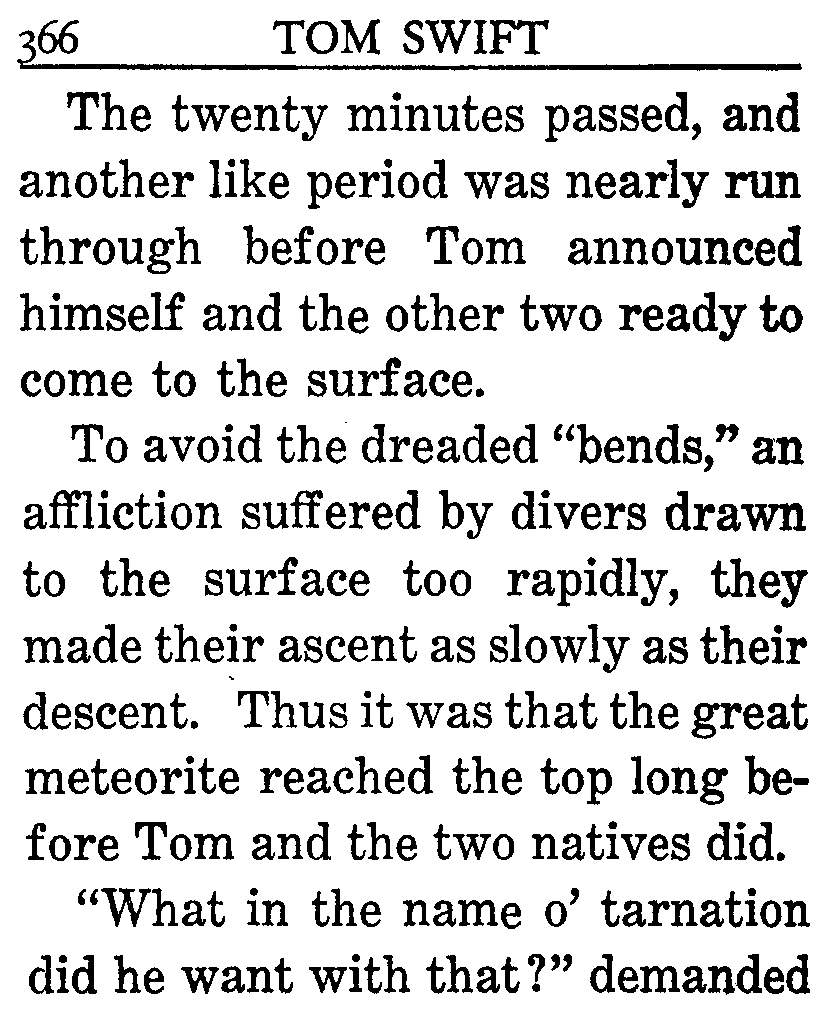 366 TOM SWIFT
The twenty minutes passed, and
another like period was nearly run
through before Tom announced
himself and the other two ready to
come to the surface.
To avoid the dreaded “bends,” an
affliction suffered by divers drawn
to the surface too rapidly, they
made their ascent as slowly as their
descent. Thus it was that the great
meteorite reached the top long be-
fore Tom and the two natives did.
“What in the name o’ tarnation
did he want with that?” demanded